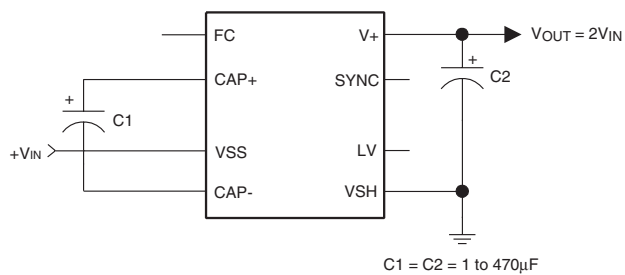 FC
V+
VOUT = 2VIN
CAP+
SYNC
+
C1
+
C2
+VIN
VSS
LV
CAP-
VSH
C1 = C2 = 1 to 470µF